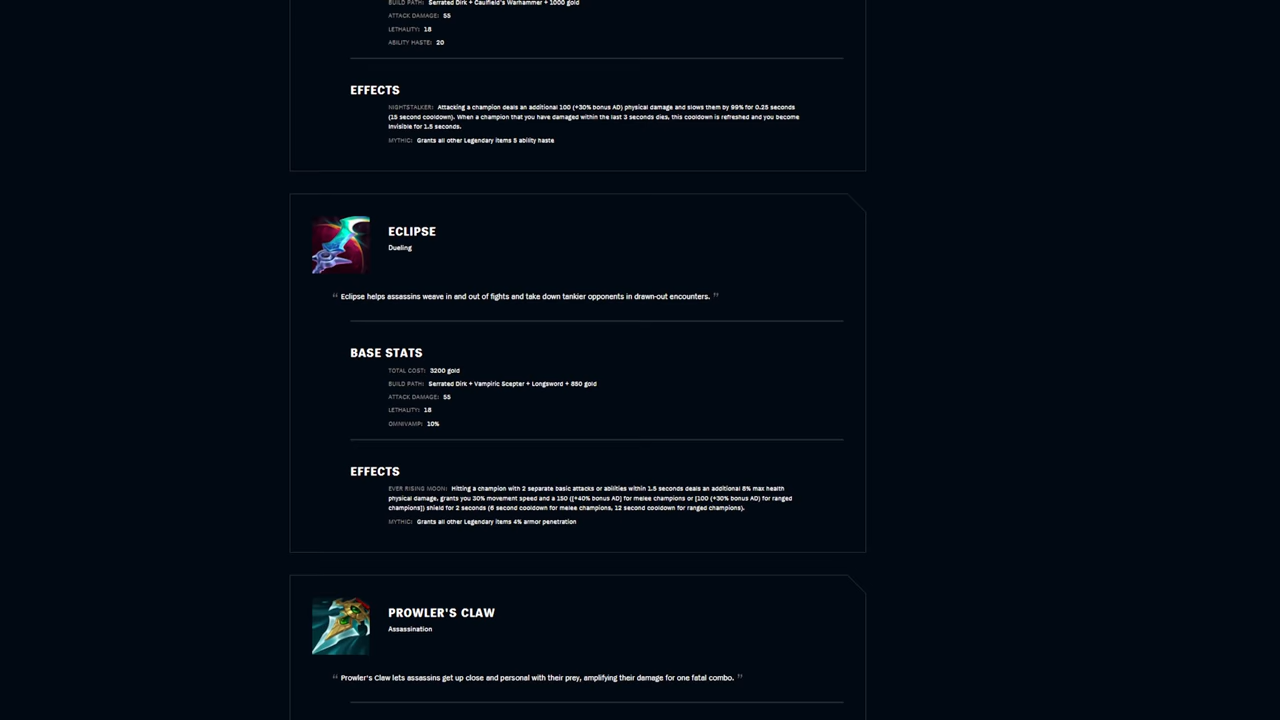 BUILD PATH: Serrated Dirk + Caulfield's Warhammer + 1000 gold
ATTACK DAMAGE: 55
LETHALITY: 18
ABILITY HASTE: 20
EFFECTS
NIGHTSTALKER: Attacking a champion deals an additional 100 (+30% bonus AD) physical damage and slows them by 99% for 0.25 seconds
(15 second cooldown). When a champion that you have damaged within the last 3 seconds dies, this cooldown is refreshed and you become
invisible for 1.5 seconds.
MYTHIC: Grants all other Legendary items 5 ability haste
ECLIPSE
Dueling
“ Eclipse helps assassins weave in and out of fights and take down tankier opponents in drawn-out encounters. ”
BASE STATS
TOTAL COST: 3200 gold
BUILD PATH: Serrated Dirk + Vampiric Scepter + Longsword + 850 gold
ATTACK DAMAGE: 55
LETHALITY: 18
OMNIVAMP: 10%
EFFECTS
EVER RISING MOON: Hitting a champion with 2 separate basic attacks or abilities within 1.5 seconds deals an additional 8% max health
physical damage, grants you 30% movement speed and a 150 ([+40% bonus AD] for melee champions or [100 (+30% bonus AD) for ranged
champions]) shield for 2 seconds (6 second cooldown for melee champions, 12 second cooldown for ranged champions).
MYTHIC: Grants all other Legendary items 4% armor penetration
PROWLER'S CLAW
Assassination
“ Prowler's Claw lets assassins get up close and personal with their prey, amplifying their damage for one fatal combo. ”